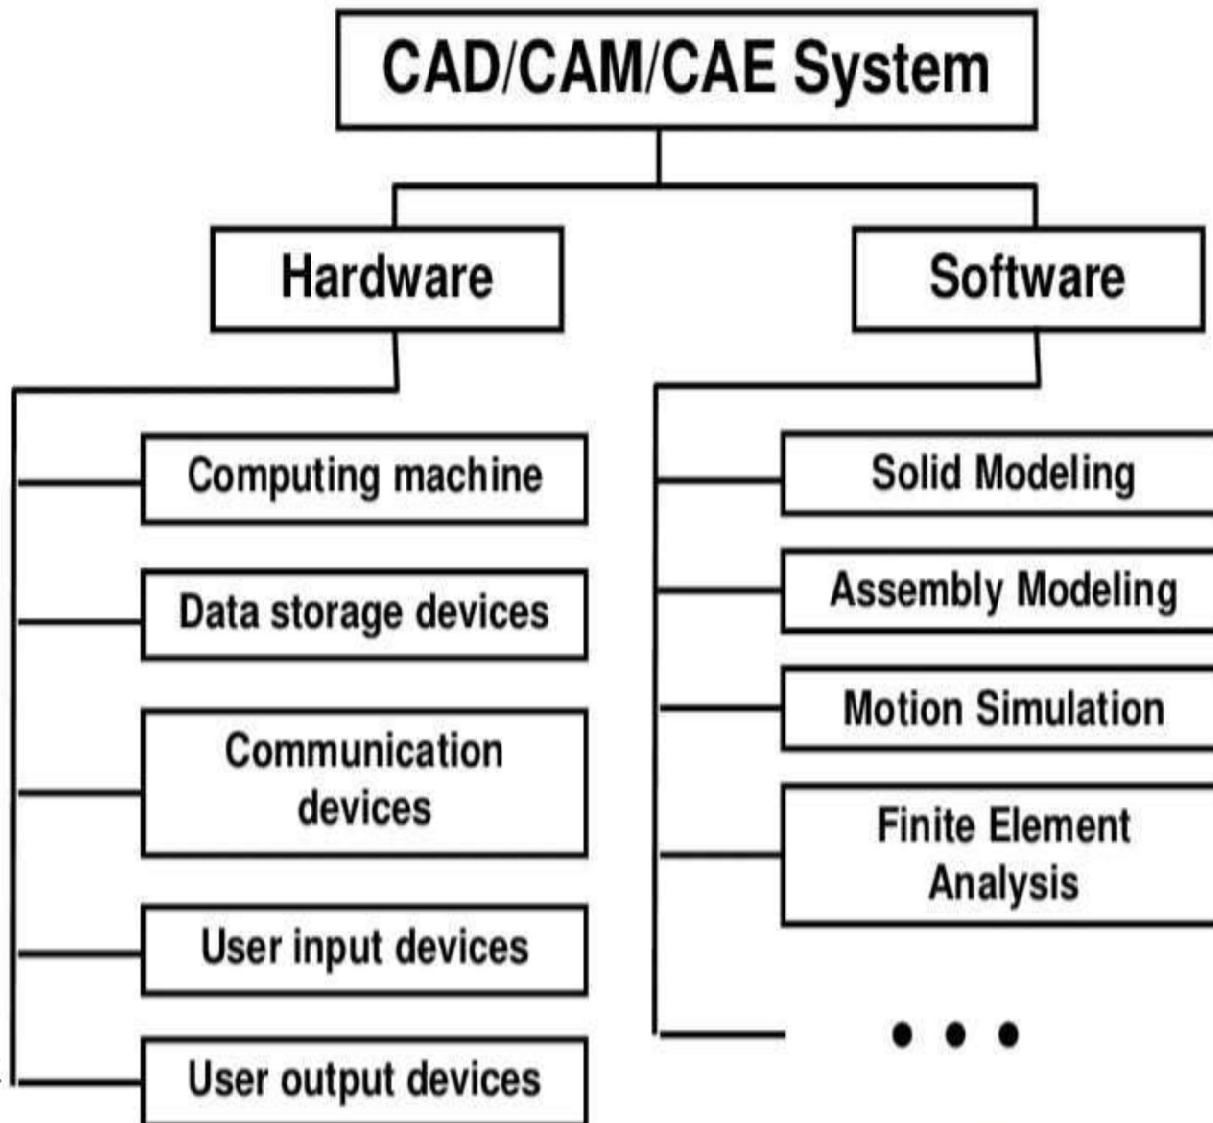 CAD/CAM/CAE System
Hardware
Software
Computing machine
Data storage devices
Communication
devices
User input devices
User output devices
Solid Modeling
Assembly Modeling
Motion Simulation
Finite Element
Analysis
• • •